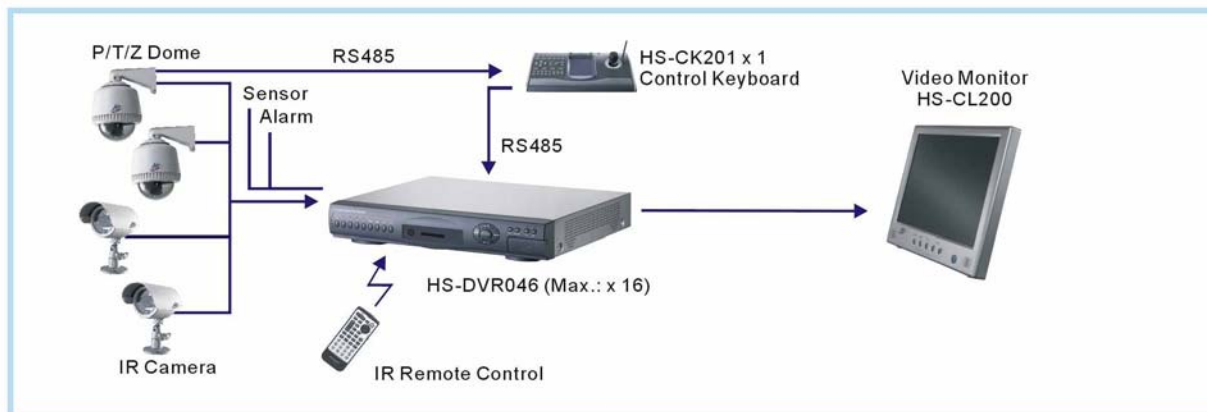 P/T/Z Dome
RS485
HS-CK201 x 1
Control Keyboard
Video Monitor
HS-CL200
Sensor
Alarm
RS485
HS-DVR046 (Max.: x 16)
IR Camera
IR Remote Control